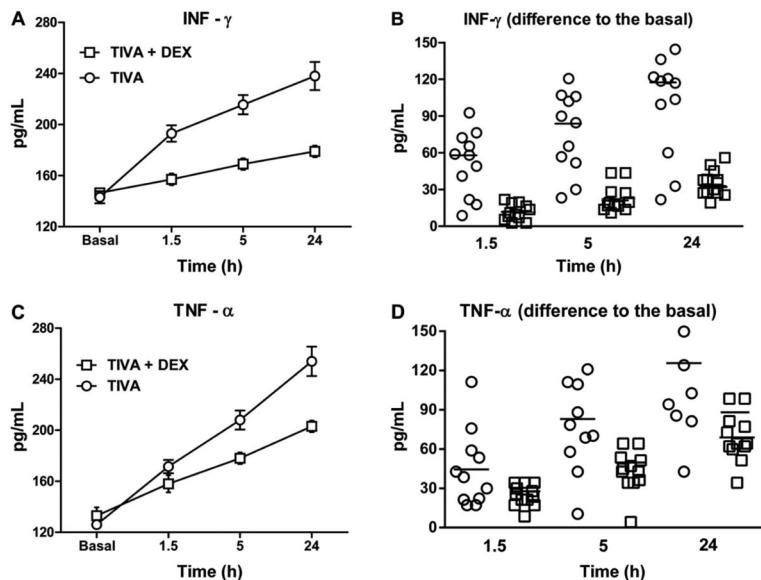 A
INF - γ
TIVA + DEX
TIVA
240
200
160
120
pg/mL
Basal
1.5
5
24
Time (h)
B
INF-γ (difference to the basal)
150
120
90
60
30
0
pg/mL
1.5
5
24
Time (h)
C
TNF - α
TIVA + DEX
TIVA
280
240
200
160
120
pg/mL
Basal
1.5
5
24
Time (h)
D
TNF-α (difference to the basal)
150
120
90
60
30
0
pg/mL
1.5
5
24
Time (h)